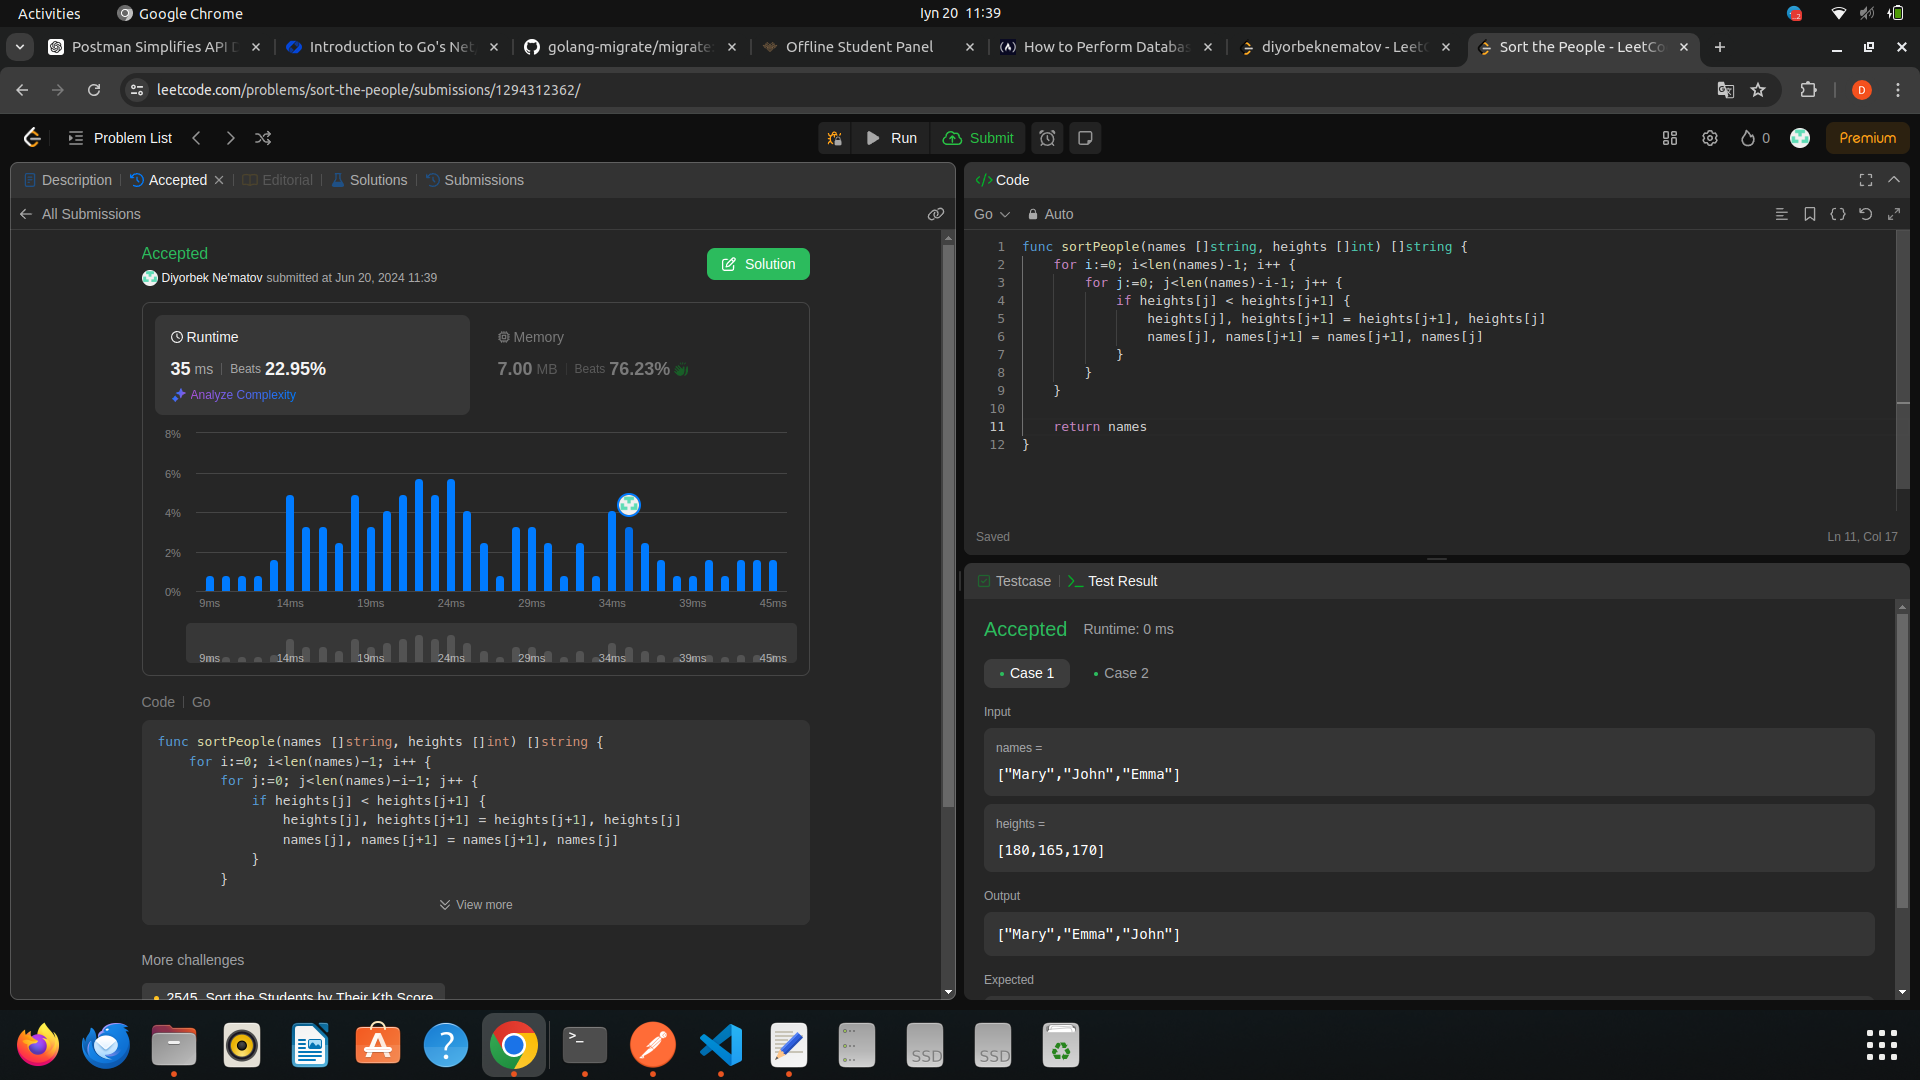 Activities
Google Chrome
Iyn 20 11:39
Postman Simplifies API D
Introduction to Go's Net
golang-migrate/migrate:
Offline Student Panel
How to Perform Databas
diyorbeknematov - LeetC
Sort the People - LeetCo
leetcode.com/problems/sort-the-people/submissions/1294312362/
D
Problem List
Run
Submit
0
Premium
Description
Accepted
Editorial
Solutions
Submissions
All Submissions
Accepted
Diyorbek Ne'matov submitted at Jun 20, 2024 11:39
Solution
Runtime
35 ms Beats 22.95%
Analyze Complexity
Memory
7.00 MB Beats 76.23%
8%
6%
4%
2%
0%
9ms 14ms 19ms 24ms 29ms 34ms 39ms 45ms
9ms 14ms 19ms 24ms 29ms 34ms 39ms 45ms
Code Go
func sortPeople(names []string, heights []int) []string {
    for i:=0; i<len(names)-1; i++ {
        for j:=0; j<len(names)-i-1; j++ {
            if heights[j] < heights[j+1] {
                heights[j], heights[j+1] = heights[j+1], heights[j]
                names[j], names[j+1] = names[j+1], names[j]
            }
        }
View more
More challenges
2545. Sort the Students by Their Kth Score
</> Code
Go
Auto
1 func sortPeople(names []string, heights []int) []string {
2     for i:=0; i<len(names)-1; i++ {
3         for j:=0; j<len(names)-i-1; j++ {
4             if heights[j] < heights[j+1] {
5                 heights[j], heights[j+1] = heights[j+1], heights[j]
6                 names[j], names[j+1] = names[j+1], names[j]
7             }
8         }
9     }
10
11     return names
12 }
Saved
Ln 11, Col 17
Testcase
Test Result
Accepted Runtime: 0 ms
Case 1
Case 2
Input
names =
["Mary","John","Emma"]
heights =
[180,165,170]
Output
["Mary","Emma","John"]
Expected
SSD
SSD